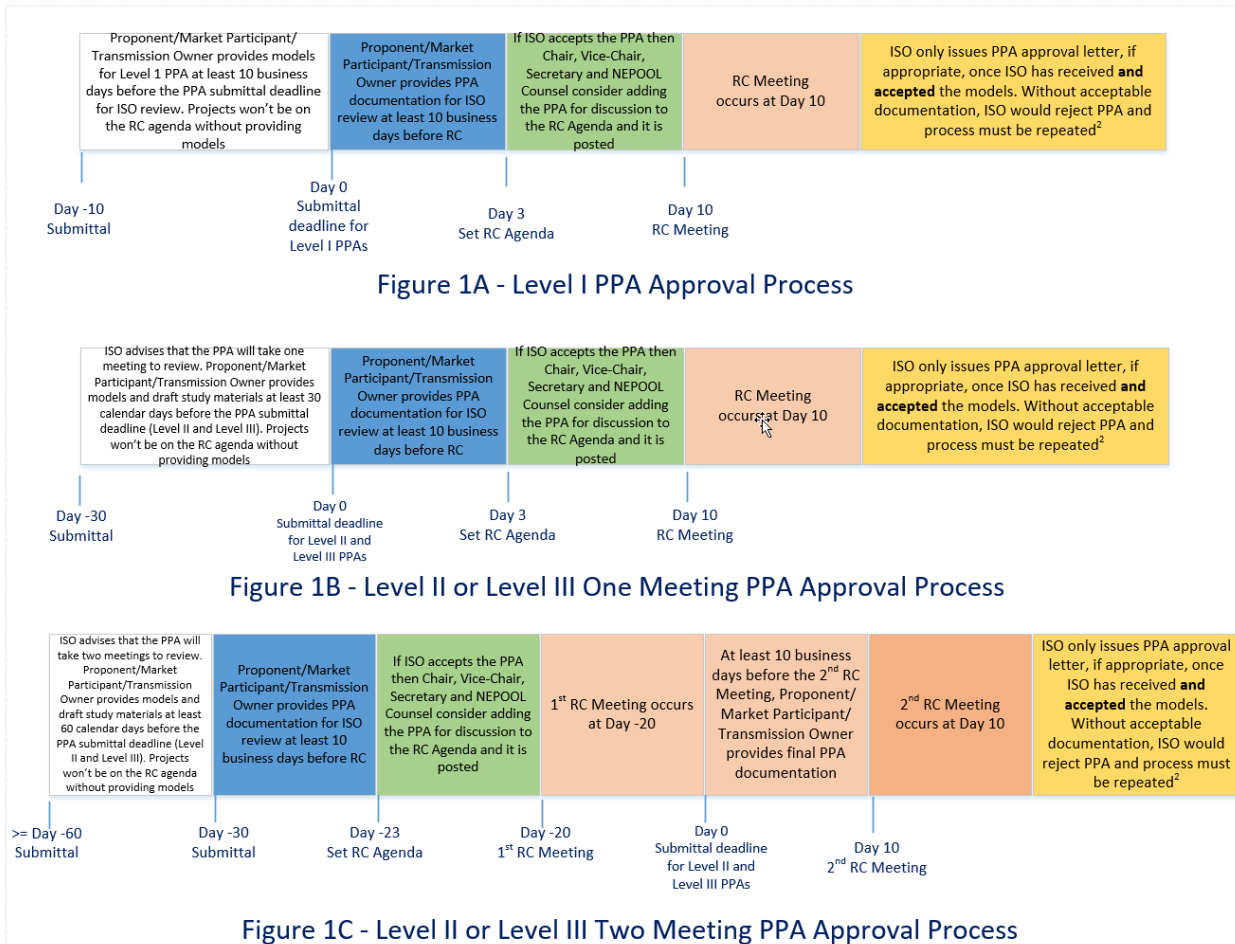 Proponent/Market Participant/
Transmission Owner provides models
for Level 1 PPA at least 10 business
days before the PPA submittal deadline
for ISO review. Projects won't be on
the RC agenda without providing
models
Proponent/Market
Participant/Transmission
Owner provides PPA
documentation for ISO
review at least 10 business
days before RC
If ISO accepts the PPA then
Chair, Vice-Chair,
Secretary and NEPOOL
Counsel consider adding
the PPA for discussion to
the RC Agenda and it is
posted
RC Meeting
occurs at Day 10
ISO only issues PPA approval letter, if
appropriate, once ISO has received and
accepted the models. Without acceptable
documentation, ISO would reject PPA and
process must be repeated2
Day -10
Submittal
Day 0
Submittal
deadline for
Level I PPAs
Day 3
Set RC Agenda
Day 10
RC Meeting
Figure 1A - Level I PPA Approval Process
ISO advises that the PPA will take one
meeting to review. Proponent/Market
Participant/Transmission Owner provides
models and draft study materials at least 30
calendar days before the PPA submittal
deadline (Level II and Level III). Projects
won't be on the RC agenda without
providing models
Proponent/Market
Participant/Transmission
Owner provides PPA
documentation for ISO
review at least 10 business
days before RC
If ISO accepts the PPA then
Chair, Vice-Chair,
Secretary and NEPOOL
Counsel consider adding
the PPA for discussion to
the RC Agenda and it is
posted
RC Meeting
occurs at Day 10
ISO only issues PPA approval letter, if
appropriate, once ISO has received and
accepted the models. Without acceptable
documentation, ISO would reject PPA and
process must be repeated2
Day -30
Submittal
Day 0
Submittal deadline
for Level II and
Level III PPAs
Day 3
Set RC Agenda
Day 10
RC Meeting
Figure 1B - Level II or Level III One Meeting PPA Approval Process
ISO advises that the PPA will
take two meetings to review.
Proponent/Market
Participant/Transmission
Owner provides models and
draft study materials at least
60 calendar days before the
PPA submittal deadline (Level
II and Level III). Projects
won't be on the RC agenda
without providing models
Proponent/Market
Participant/Transmission
Owner provides PPA
documentation for ISO
review at least 10
business days before RC
If ISO accepts the PPA
then Chair, Vice-Chair,
Secretary and NEPOOL
Counsel consider adding
the PPA for discussion to
the RC Agenda and it is
posted
1st RC Meeting occurs
at Day -20
At least 10 business
days before the 2nd RC
Meeting, Proponent/
Market Participant/
Transmission Owner
provides final PPA
documentation
2nd RC Meeting
occurs at Day 10
ISO only issues PPA approval
letter, if appropriate, once
ISO has received and
accepted the models.
Without acceptable
documentation, ISO would
reject PPA and process must
be repeated2
>= Day -60
Submittal
Day -30
Submittal
Day -23
Set RC Agenda
Day -20
1st RC Meeting
Day 0
Submittal deadline
for Level II and
Level III PPAs
Day 10
2nd RC Meeting
Figure 1C - Level II or Level III Two Meeting PPA Approval Process